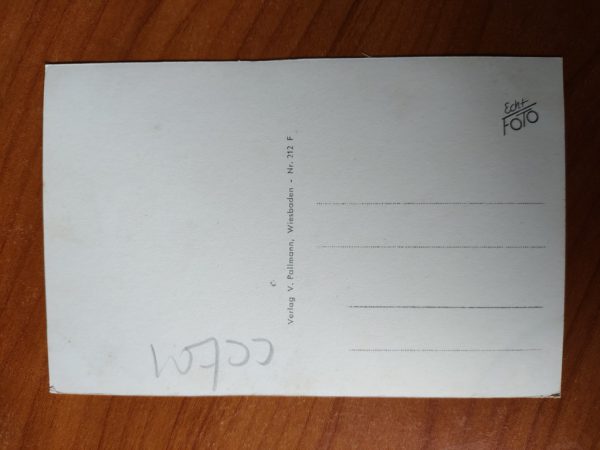 Echt
FOTO
Verlag V. Pallmann, Wiesbaden - Nr. 212 F